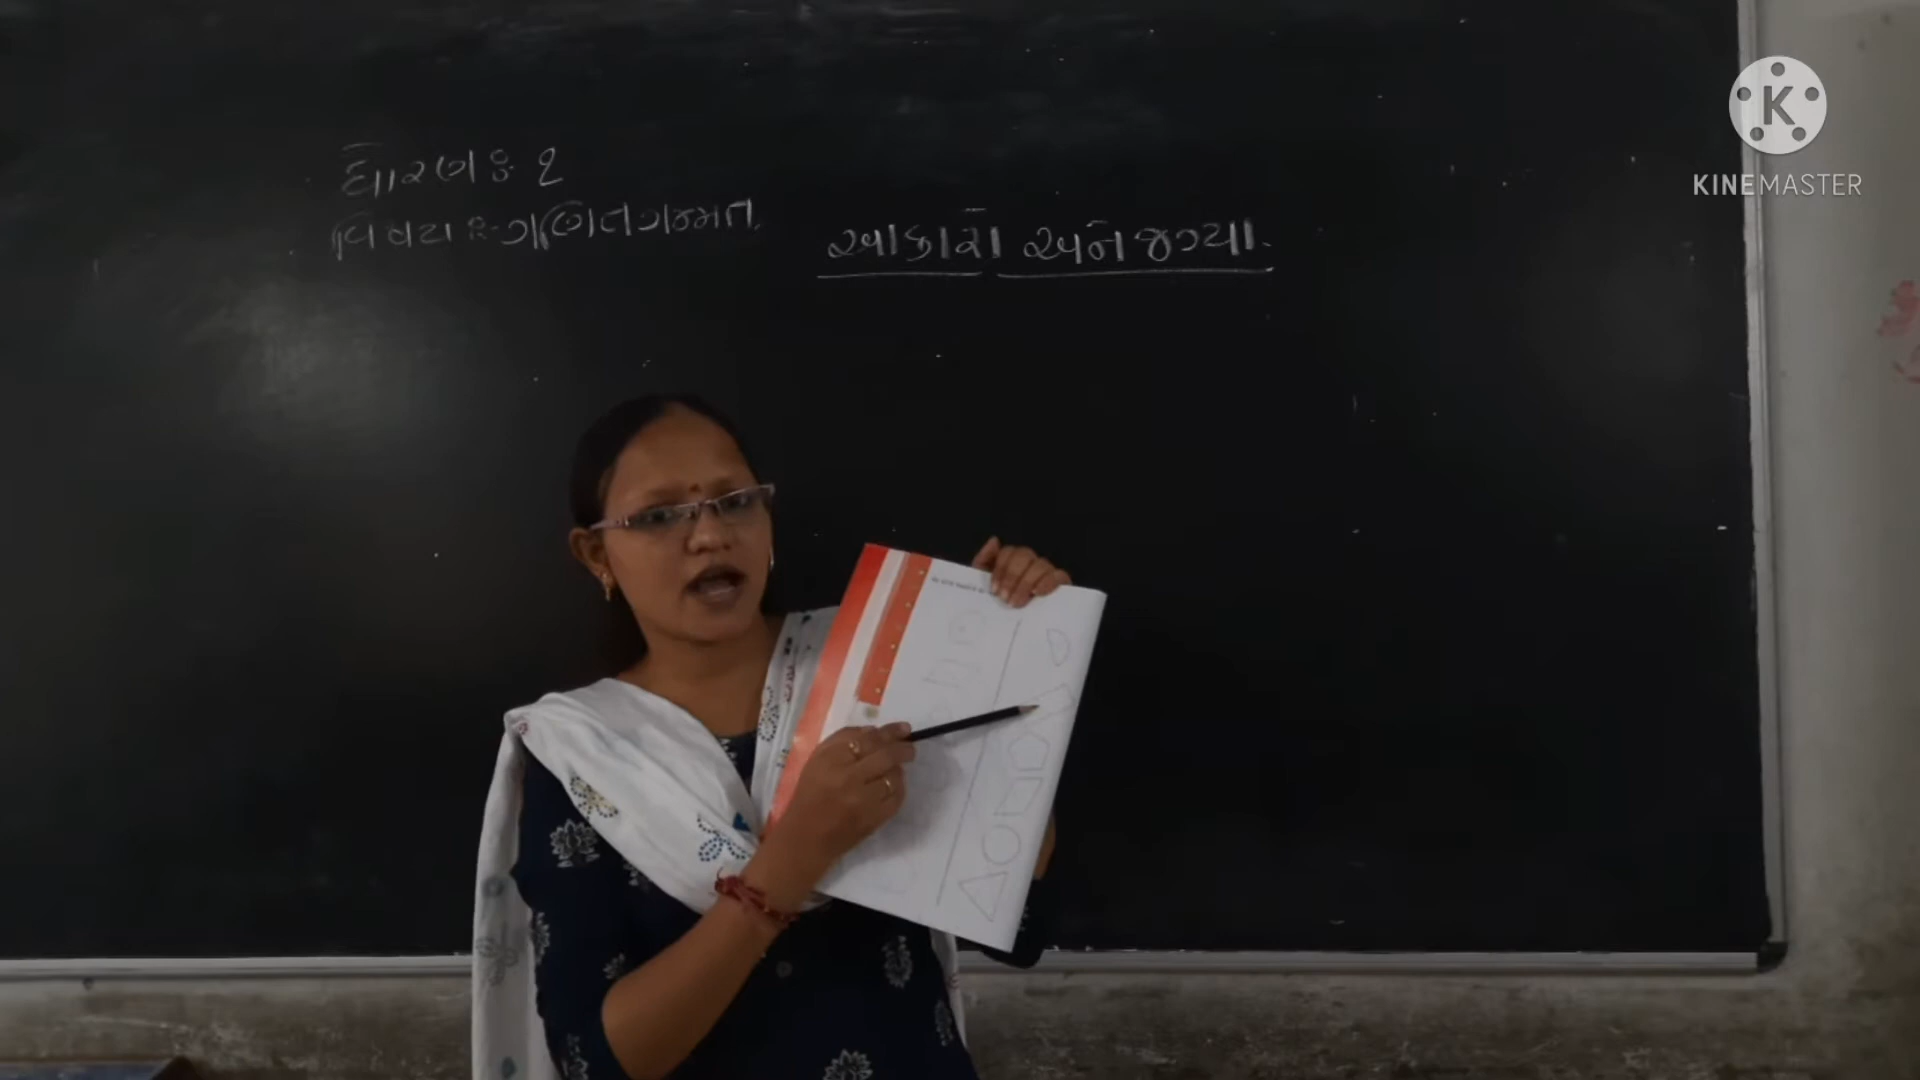 ધોરણ ઃ ૨
વિષય ઃ- ગણિતગમ્મત.
આકારો અને જગ્યા.
K
KINEMASTER